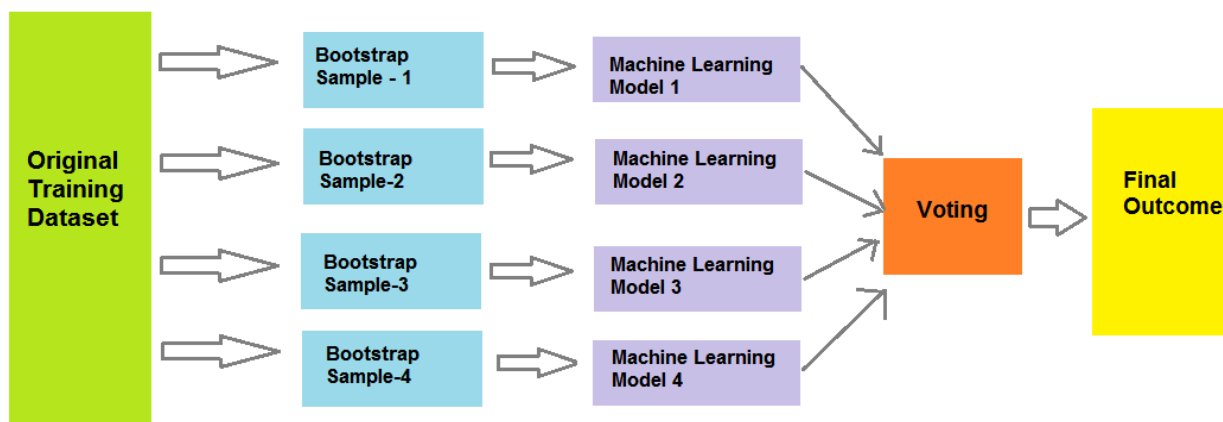 Original
Training
Dataset
Bootstrap
Sample - 1
Machine Learning
Model 1
Bootstrap
Sample-2
Machine Learning
Model 2
Bootstrap
Sample-3
Machine Learning
Model 3
Bootstrap
Sample-4
Machine Learning
Model 4
Voting
Final
Outcome